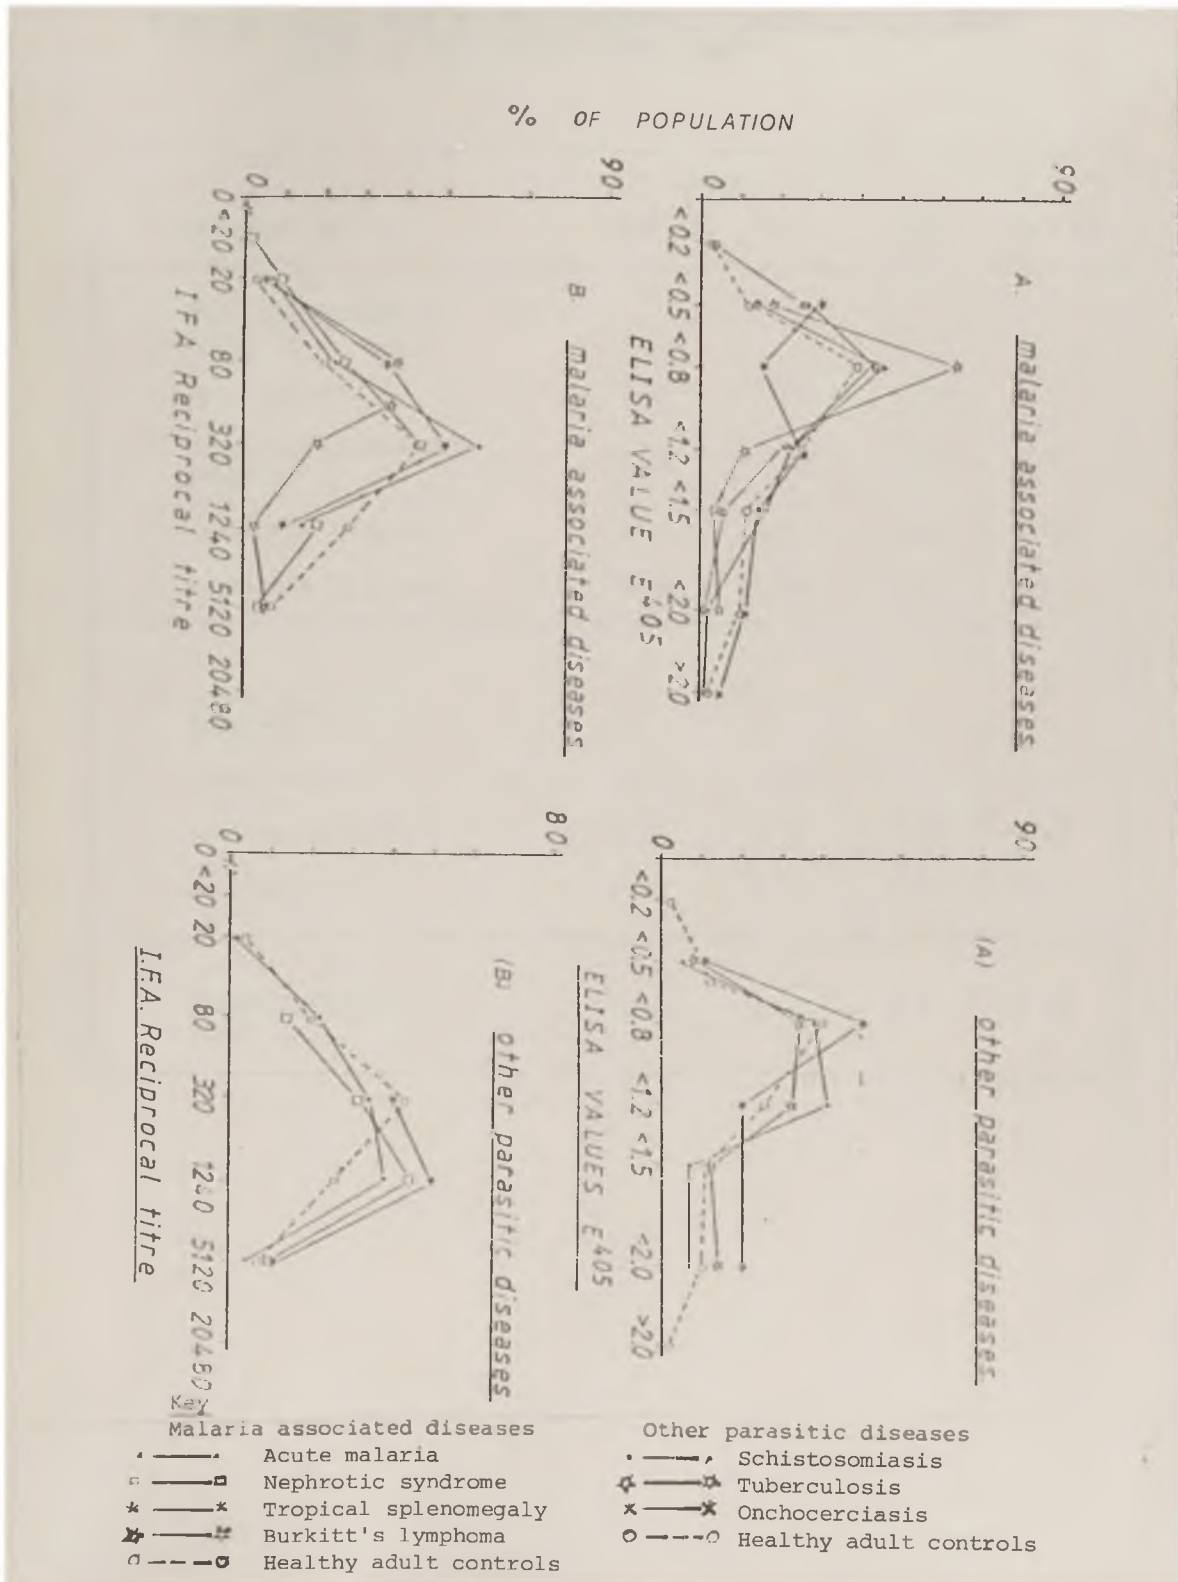 % OF POPULATION
A. malaria associated diseases
90
0
<0.2 <0.5 <0.8 <1.2 <1.5 <2.0 >2.0
ELISA VALUE E405
B. malaria associated diseases
90
0
0 <20 20 80 320 1240 5120 20480
IFA Reciprocal titre
(A) other parasitic diseases
90
0
<0.2 <0.5 <0.8 <1.2 <1.5 <2.0 >2.0
ELISA VALUES E405
(B) other parasitic diseases
80
0
0 <20 20 80 320 1240 5120 20480
I.F.A. Reciprocal titre
Key
Malaria associated diseases
Acute malaria
Nephrotic syndrome
Tropical splenomegaly
Burkitt's lymphoma
Healthy adult controls
Other parasitic diseases
Schistosomiasis
Tuberculosis
Onchocerciasis
Healthy adult controls